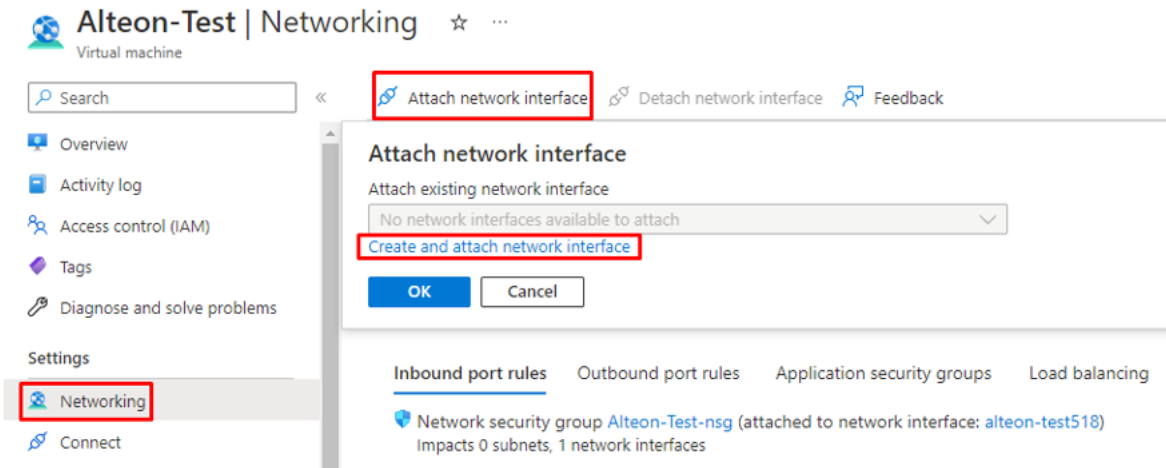 Alteon-Test | Networking ☆ ...
Virtual machine
Search «
Overview
Activity log
Access control (IAM)
Tags
Diagnose and solve problems
Settings
Networking
Connect
Attach network interface Detach network interface Feedback
Attach network interface
Attach existing network interface
No network interfaces available to attach
Create and attach network interface
OK Cancel
Inbound port rules Outbound port rules Application security groups Load balancing
Network security group Alteon-Test-nsg (attached to network interface: alteon-test518)
Impacts 0 subnets, 1 network interfaces